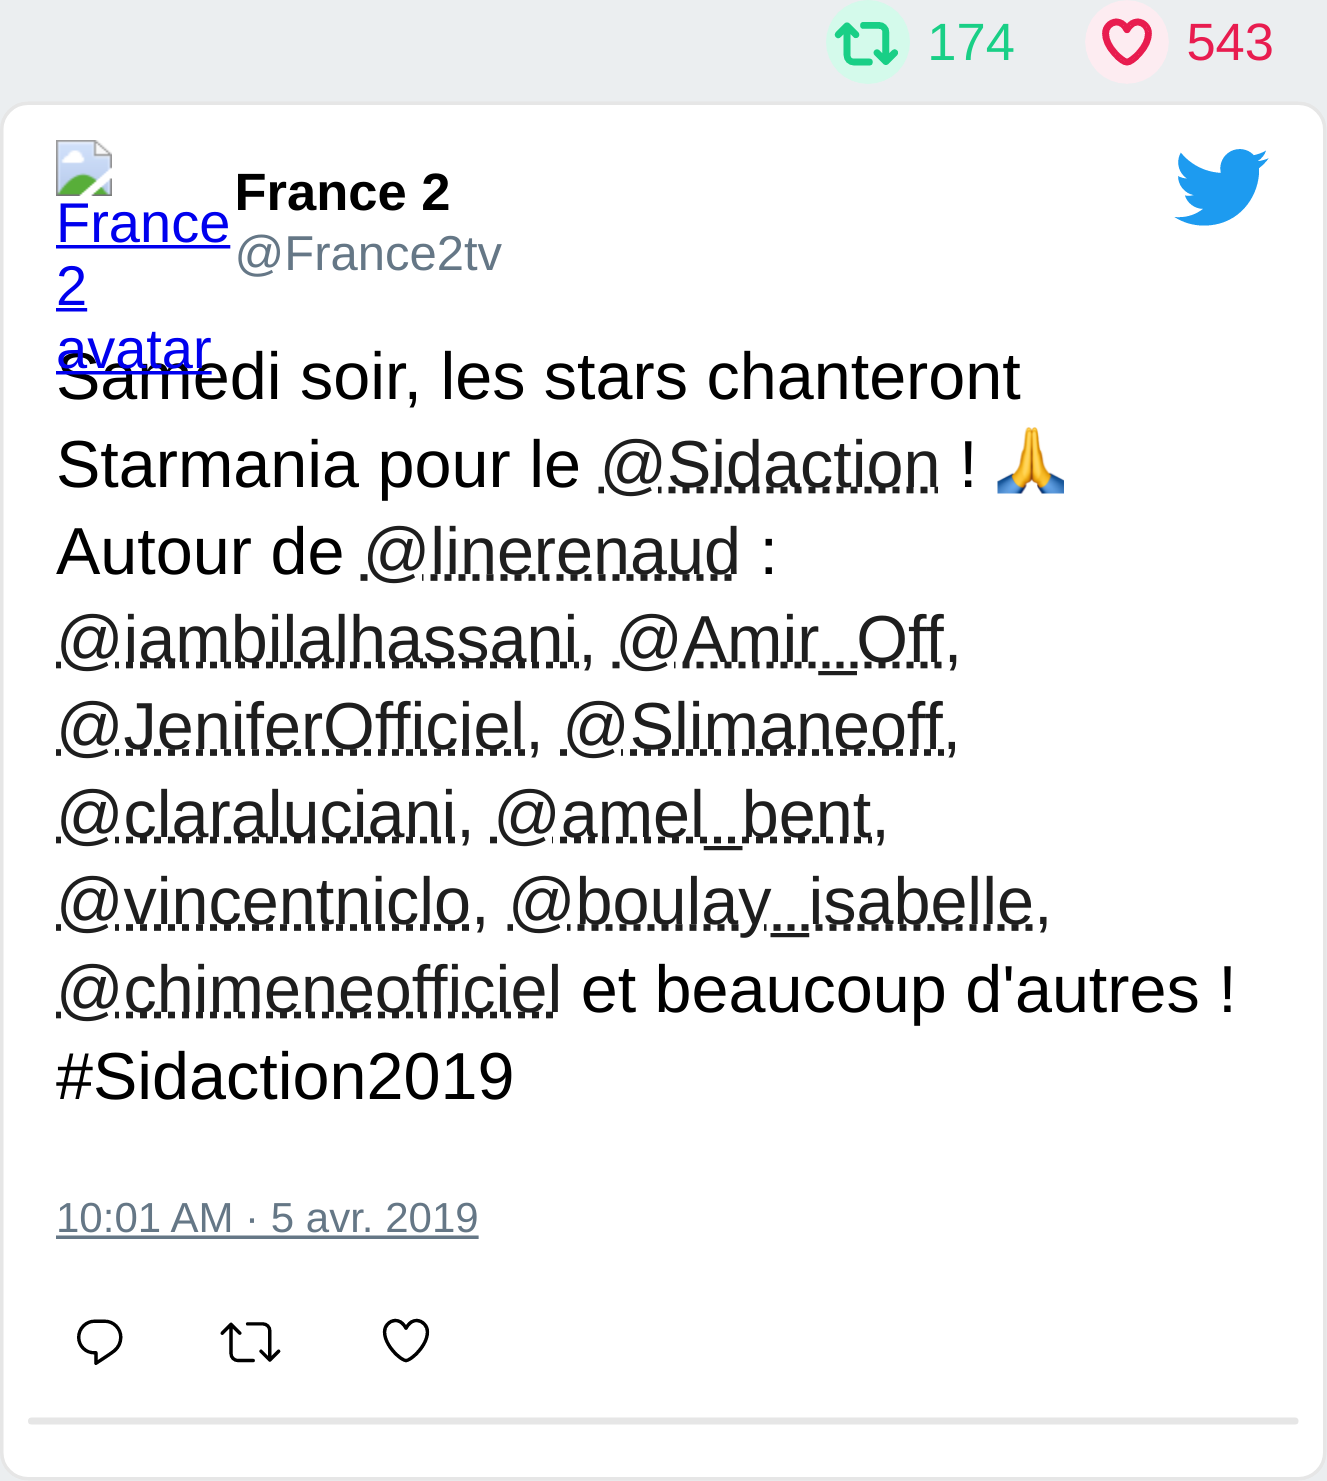 174 543
France 2 avatar
France 2
@France2tv
Samedi soir, les stars chanteront
Starmania pour le @Sidaction ! 🙏
Autour de @linerenaud :
@iambilalhassani, @Amir_Off,
@JeniferOfficiel, @Slimaneoff,
@claraluciani, @amel_bent,
@vincentniclo, @boulay_isabelle,
@chimeneofficiel et beaucoup d'autres !
#Sidaction2019
10:01 AM · 5 avr. 2019